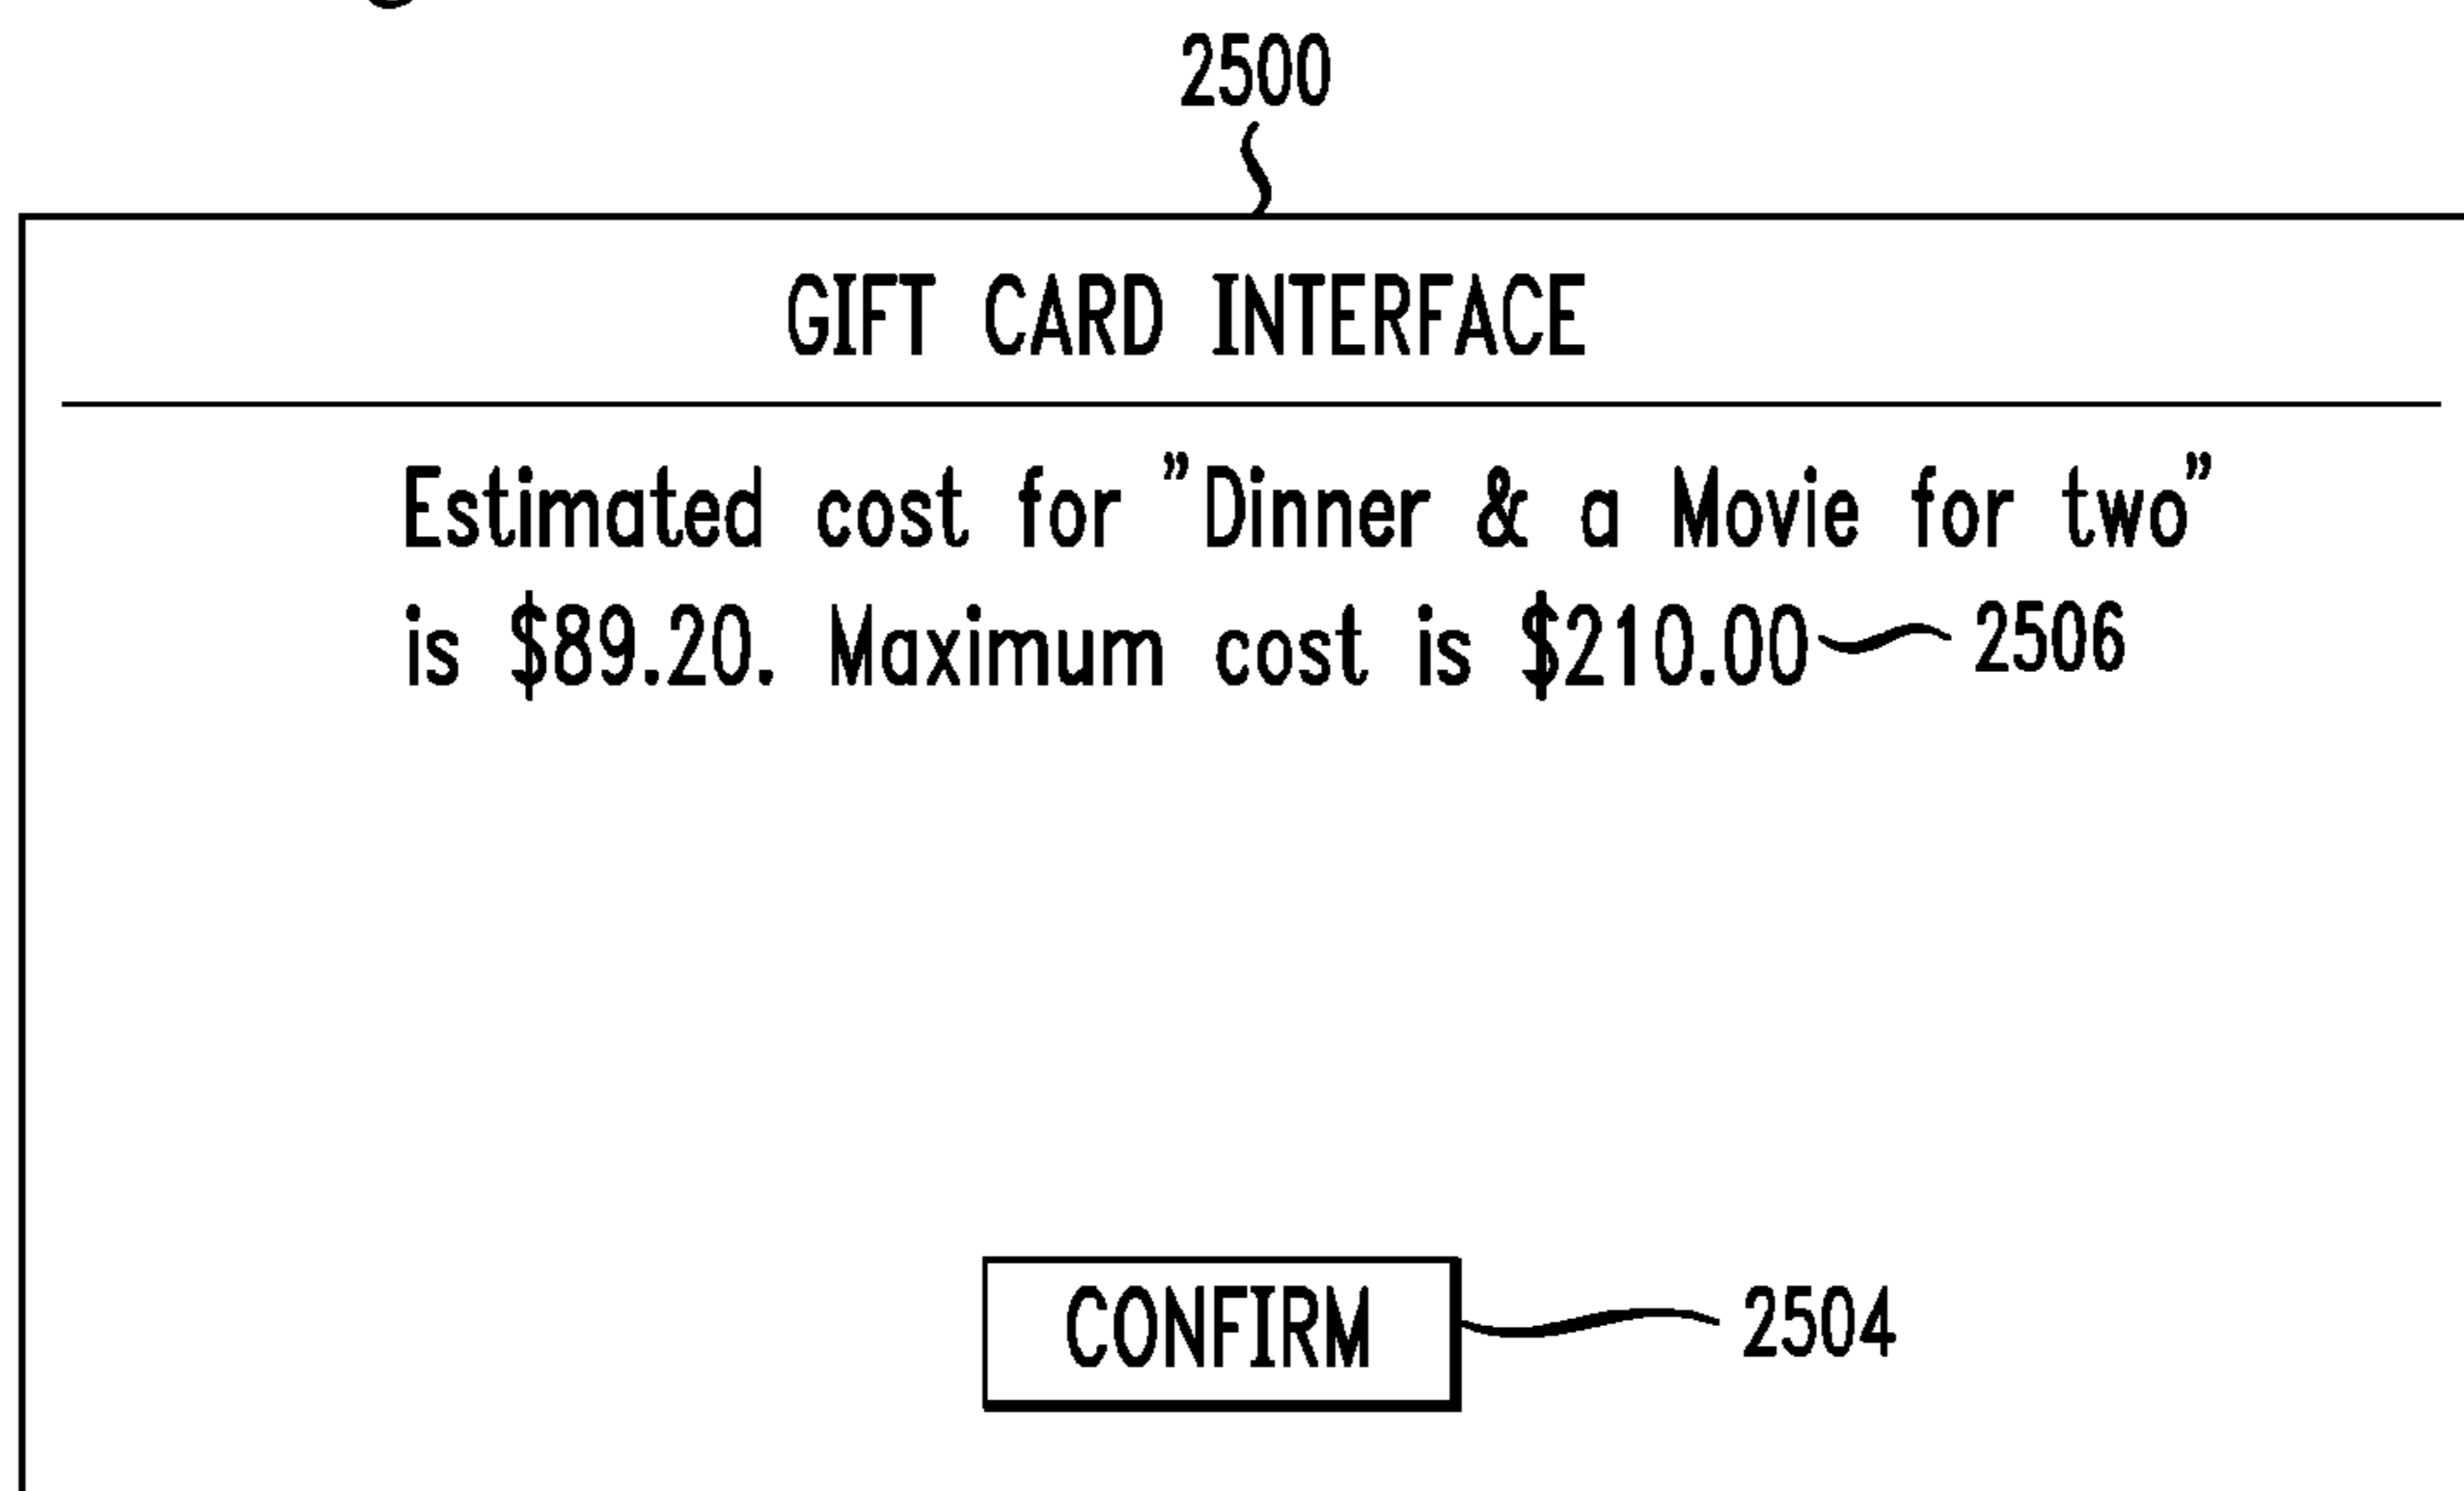 2500
GIFT CARD INTERFACE
Estimated cost for ”Dinner & a Movie for two”
is $89.20. Maximum cost is $210.00 2506
CONFIRM 2504